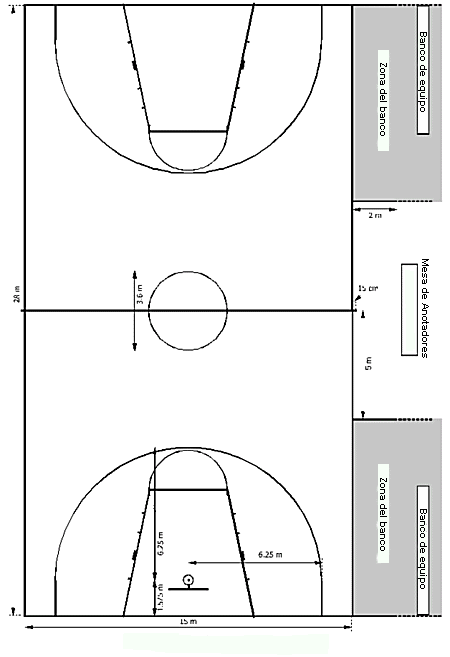 Banco de equipo
Zona del banco
2 m
Mesa de Anotadores
15 cm
3.6 m
28 m
5 m
6.25 m
6.25 m
1.575 m
Zona del banco
Banco de equipo
15 m